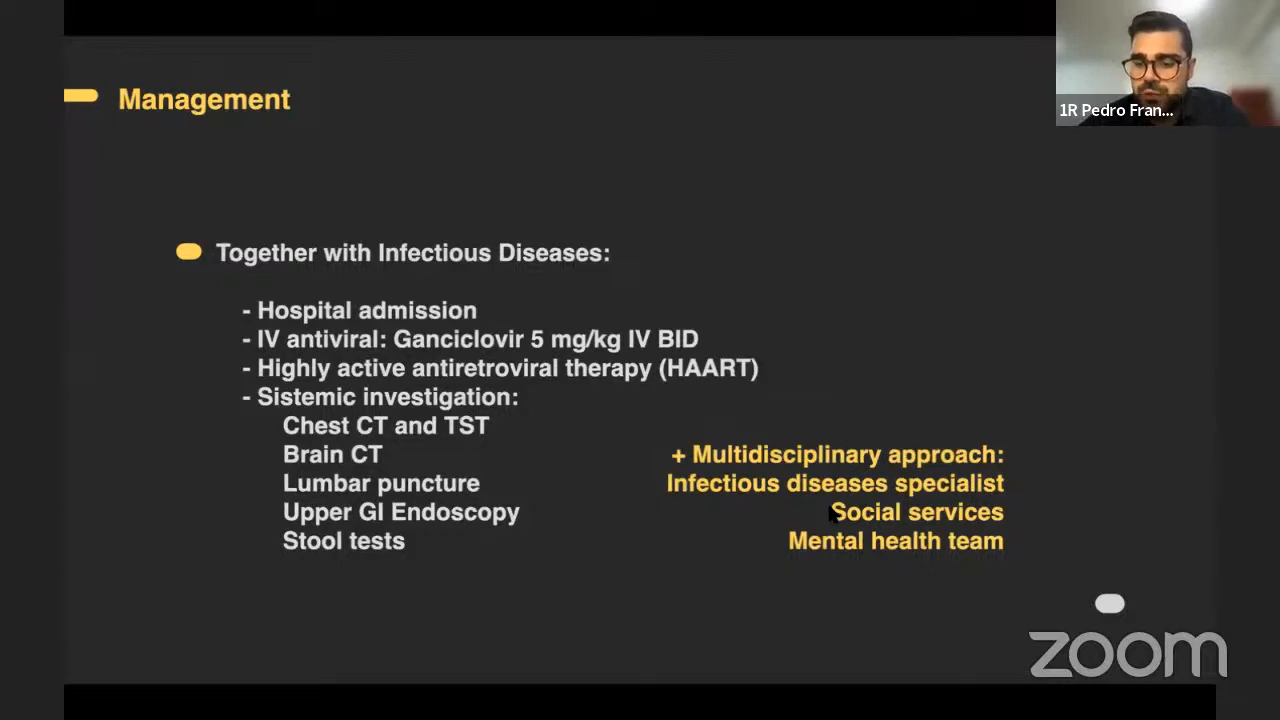 1R Pedro Fran...
Management
Together with Infectious Diseases:
- Hospital admission
- IV antiviral: Ganciclovir 5 mg/kg IV BID
- Highly active antiretroviral therapy (HAART)
- Sistemic investigation:
Chest CT and TST
Brain CT
Lumbar puncture
Upper GI Endoscopy
Stool tests
+ Multidisciplinary approach:
Infectious diseases specialist
Social services
Mental health team
zoom